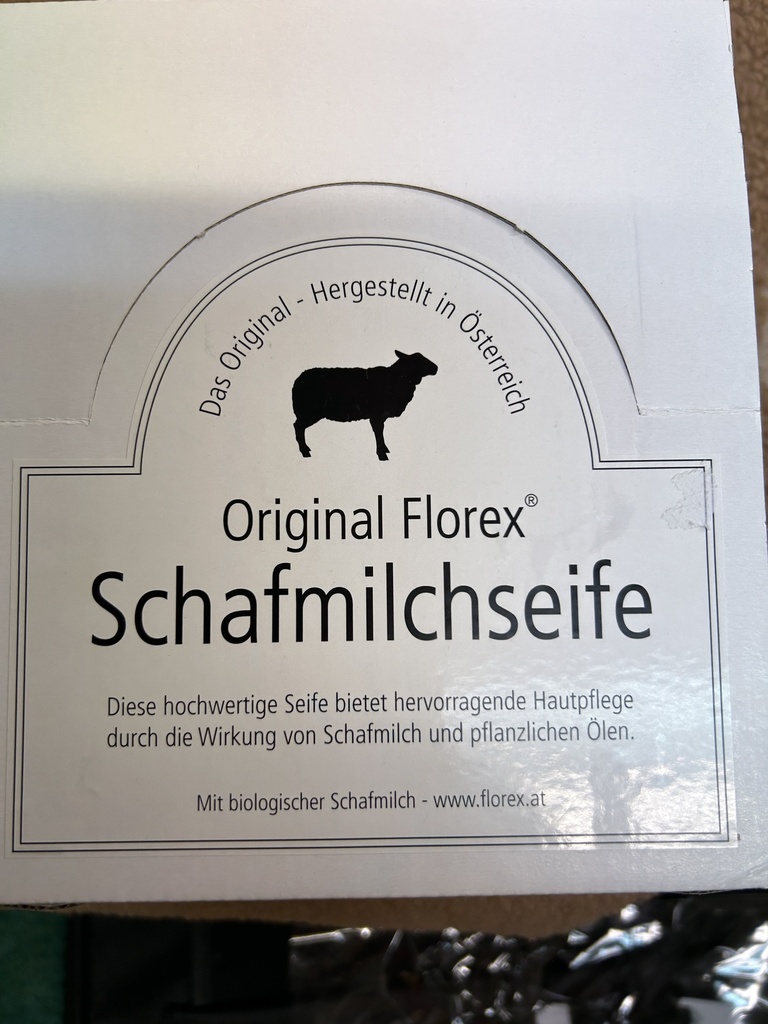 Das Original - Hergestellt in Österreich
Original Florex®
Schafmilchseife
Diese hochwertige Seife bietet hervorragende Hautpflege
durch die Wirkung von Schafmilch und pflanzlichen Ölen.
Mit biologischer Schafmilch - www.florex.at